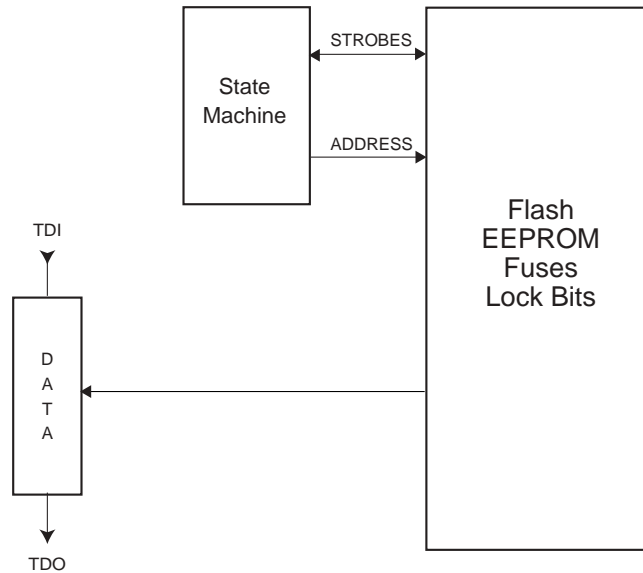 STROBES
State
Machine
ADDRESS
Flash
EEPROM
Fuses
Lock Bits
TDI
D
A
T
A
TDO